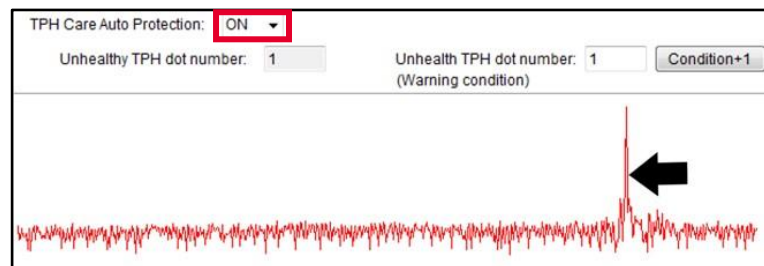 TPH Care Auto Protection: ON
Unhealthy TPH dot number: 1 Unhealth TPH dot number: 1 Condition+1
(Warning condition)